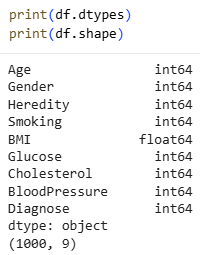 print(df.dtypes)
print(df.shape)
Age int64
Gender int64
Heredity int64
Smoking int64
BMI float64
Glucose int64
Cholesterol int64
BloodPressure int64
Diagnose int64
dtype: object
(1000, 9)